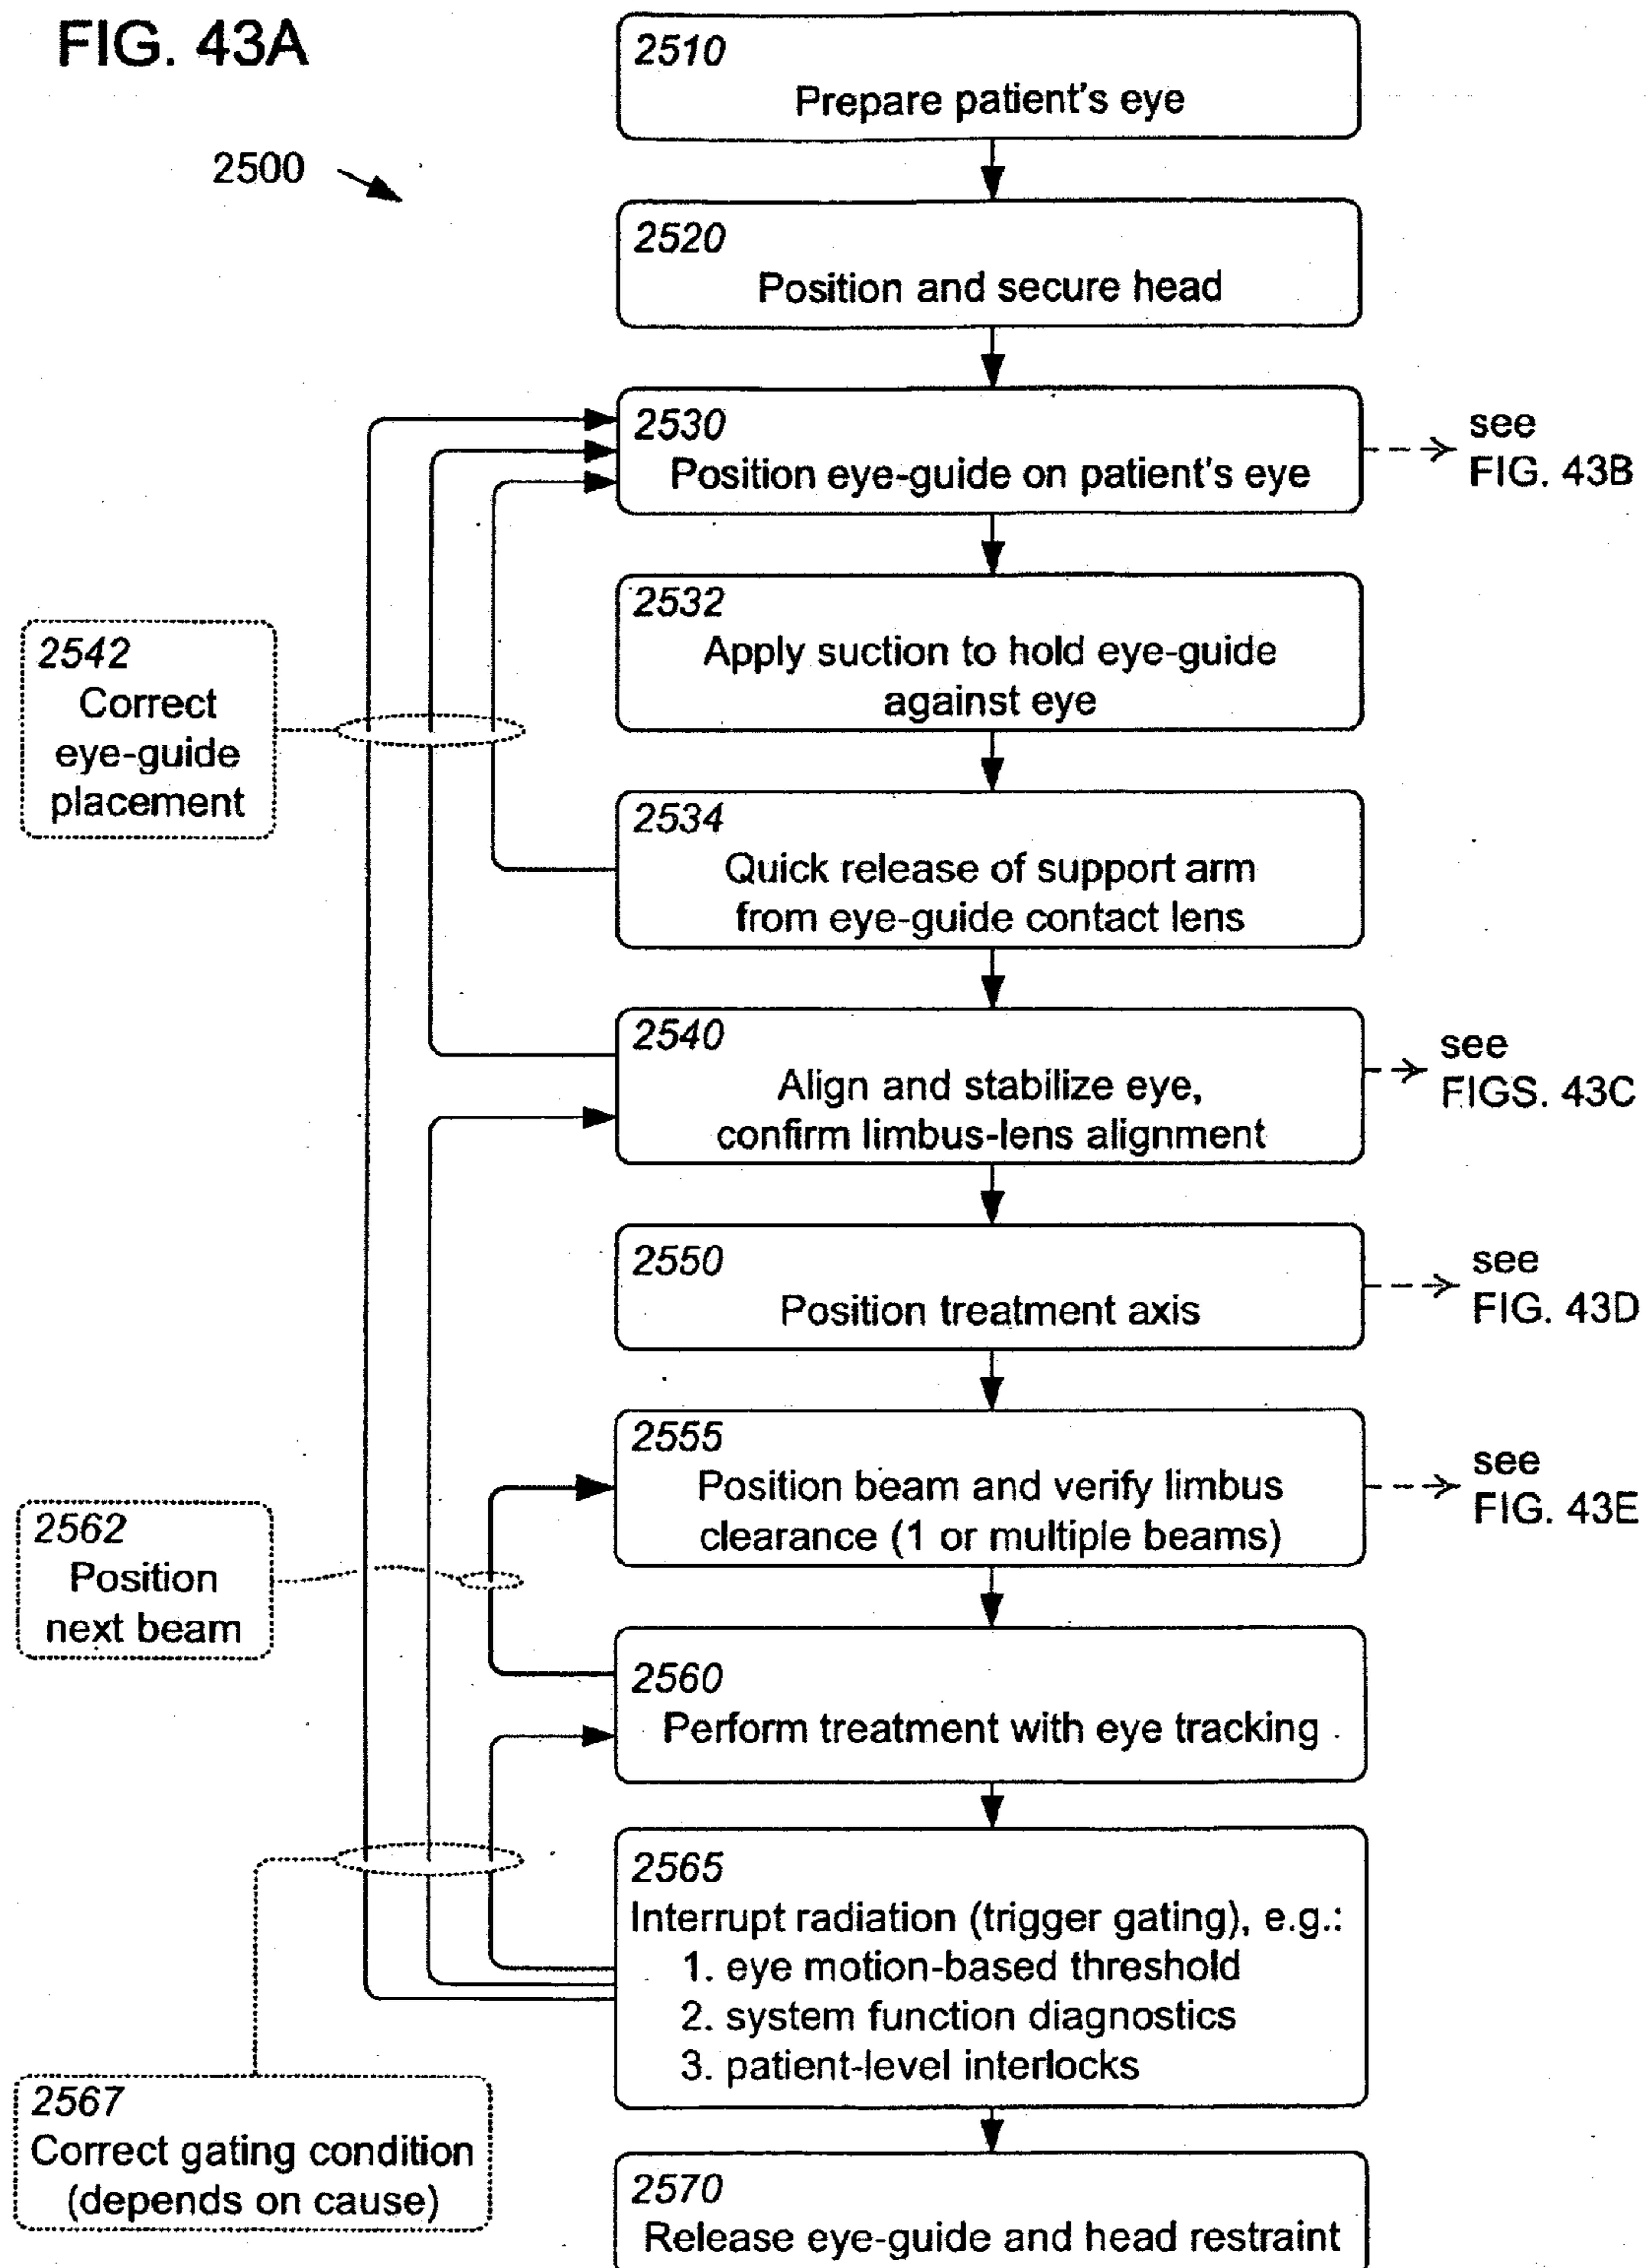 FIG. 43A
2500
2510
Prepare patient's eye
2520
Position and secure head
2530
Position eye-guide on patient's eye
see
FIG. 43B
2532
Apply suction to hold eye-guide
against eye
2542
Correct
eye-guide
placement
2534
Quick release of support arm
from eye-guide contact lens
2540
Align and stabilize eye,
confirm limbus-lens alignment
see
FIGS. 43C
2550
Position treatment axis
see
FIG. 43D
2555
Position beam and verify limbus
clearance (1 or multiple beams)
see
FIG. 43E
2562
Position
next beam
2560
Perform treatment with eye tracking
2565
Interrupt radiation (trigger gating), e.g.:
1. eye motion-based threshold
2. system function diagnostics
3. patient-level interlocks
2567
Correct gating condition
(depends on cause)
2570
Release eye-guide and head restraint